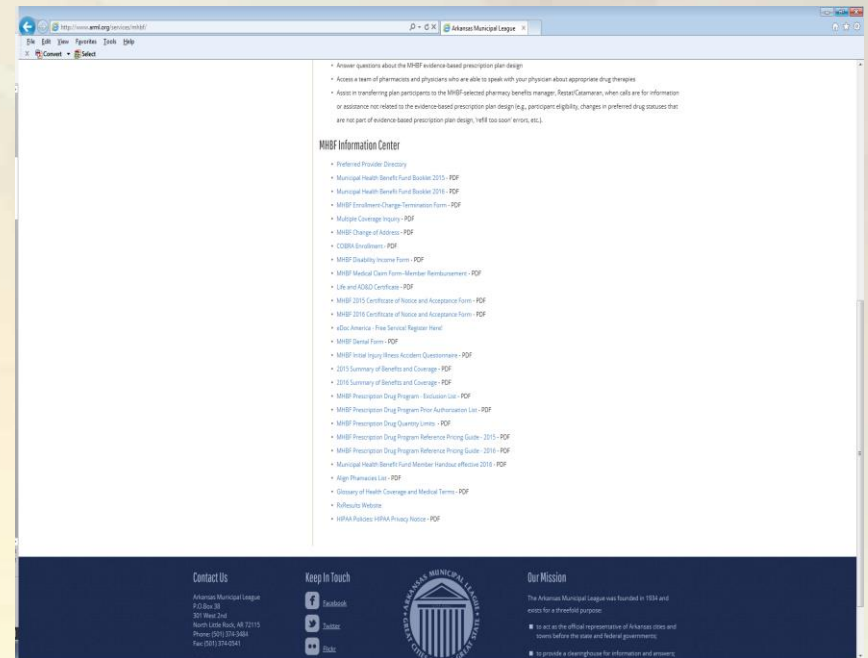 http://www.arml.org/services/mhbf/
Arkansas Municipal League
File Edit View Favorites Tools Help
Convert Select
• Answer questions about the MHBF evidence-based prescription plan design
• Access a team of pharmacists and physicians who are able to speak with your physician about appropriate drug therapies
• Assist in transferring plan participants to the MHBF-selected pharmacy benefits manager, Restat/Catamaran, when calls are for information
or assistance not related to the evidence-based prescription plan design (e.g., participant eligibility, changes in preferred drug statuses that
are not part of evidence-based prescription plan design, 'refill too soon' errors, etc.).
MHBF Information Center
• Preferred Provider Directory
• Municipal Health Benefit Fund Booklet 2015 - PDF
• Municipal Health Benefit Fund Booklet 2016 - PDF
• MHBF Enrollment-Change-Termination Form - PDF
• Multiple Coverage Inquiry - PDF
• MHBF Change of Address - PDF
• COBRA Enrollment - PDF
• MHBF Disability Income Form - PDF
• MHBF Medical Claim Form–Member Reimbursement - PDF
• Life and AD&D Certificate - PDF
• MHBF 2015 Certificate of Notice and Acceptance Form - PDF
• MHBF 2016 Certificate of Notice and Acceptance Form - PDF
• eDoc America - Free Service! Register Here!
• MHBF Dental Form - PDF
• MHBF Initial Injury Illness Accident Questionnaire - PDF
• 2015 Summary of Benefits and Coverage - PDF
• 2016 Summary of Benefits and Coverage - PDF
• MHBF Prescription Drug Program - Exclusion List - PDF
• MHBF Prescription Drug Program Prior Authorization List - PDF
• MHBF Prescription Drug Quantity Limits - PDF
• MHBF Prescription Drug Program Reference Pricing Guide - 2015 - PDF
• MHBF Prescription Drug Program Reference Pricing Guide - 2016 - PDF
• Municipal Health Benefit Fund Member Handout effective 2016 - PDF
• Align Pharmacies List - PDF
• Glossary of Health Coverage and Medical Terms - PDF
• RxResults Website
• HIPAA Policies: HIPAA Privacy Notice - PDF
Contact Us
Arkansas Municipal League
P.O.Box 38
301 West 2nd
North Little Rock, AR 72115
Phone: (501) 374-3484
Fax: (501) 374-0541
Keep In Touch
Facebook
Twitter
Flickr
ARKANSAS MUNICIPAL LEAGUE
GREAT CITIES GREAT STATE
Our Mission
The Arkansas Municipal League was founded in 1934 and
exists for a threefold purpose:
to act as the official representative of Arkansas cities and
towns before the state and federal governments;
to provide a clearinghouse for information and answers;